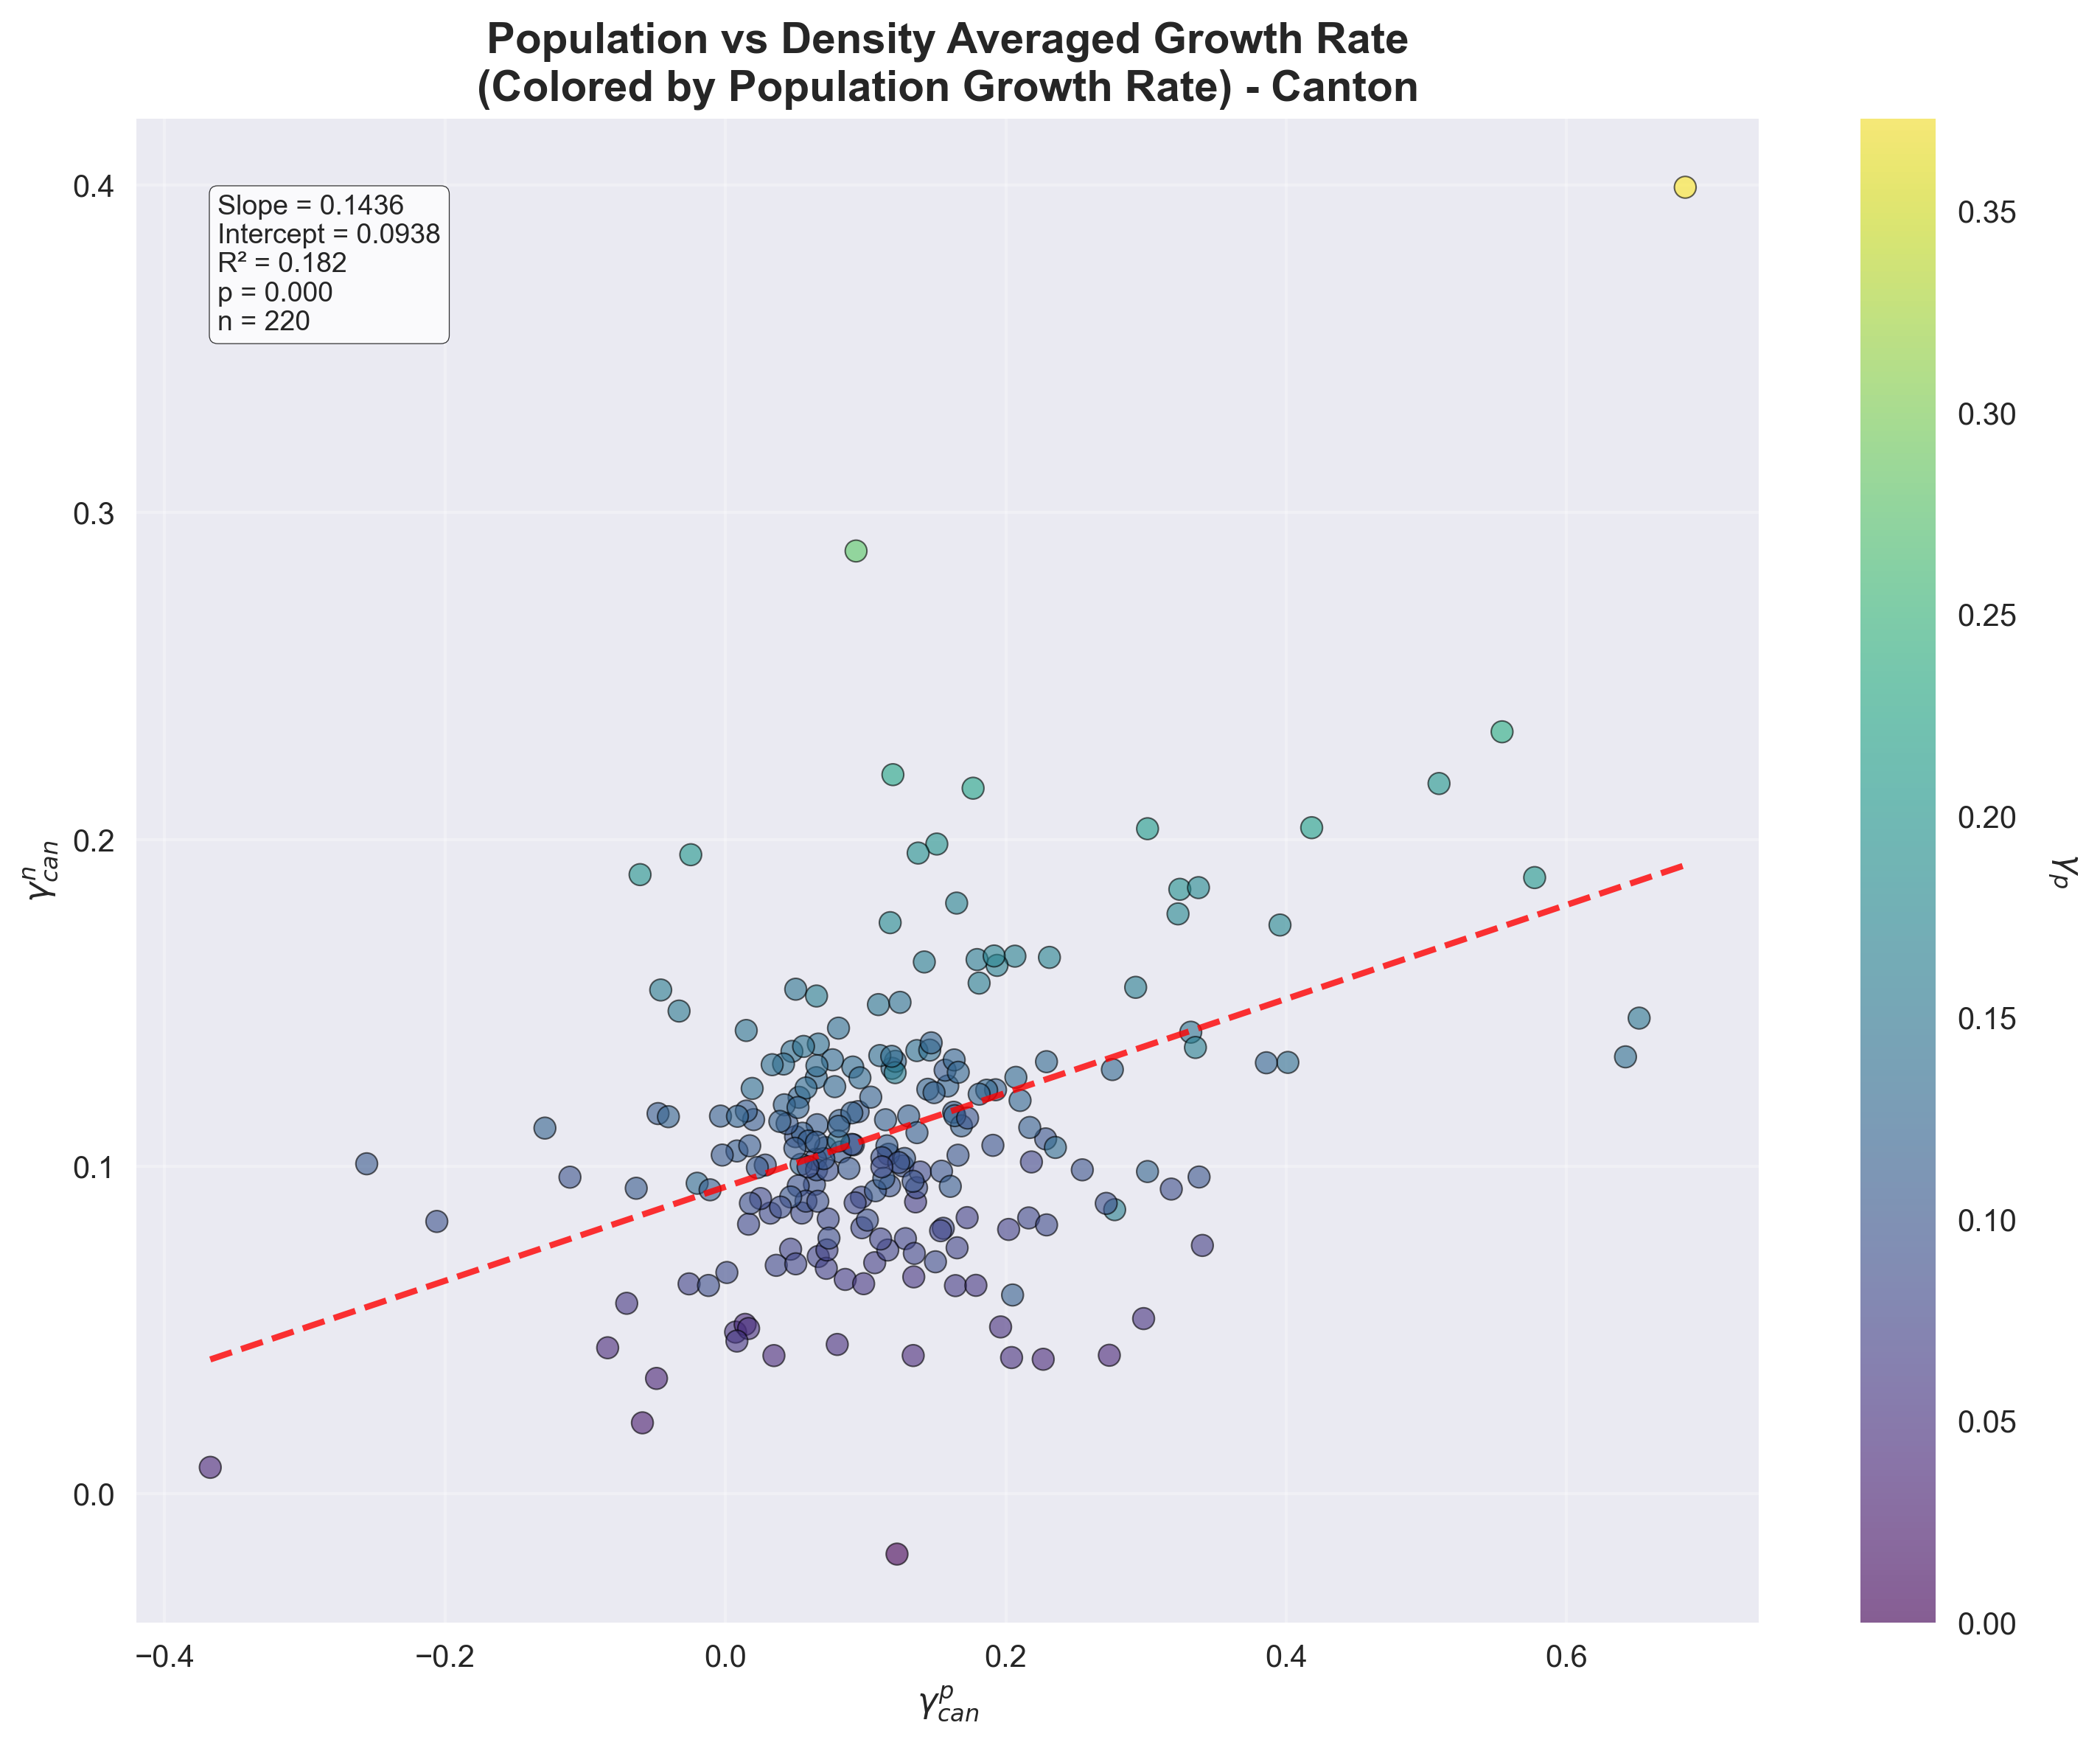 Population vs Density Averaged Growth Rate
(Colored by Population Growth Rate) - Canton
Slope = 0.1436
Intercept = 0.0938
R² = 0.182
p = 0.000
n = 220
0.4
0.3
0.2
0.1
0.0
γⁿ_can
−0.4
−0.2
0.0
0.2
0.4
0.6
γᵖ_can
0.35
0.30
0.25
0.20
0.15
0.10
0.05
0.00
γ_p